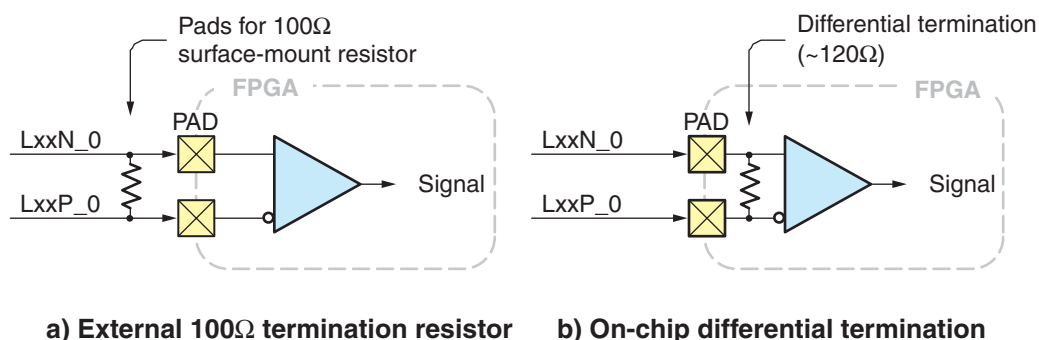 Pads for 100Ω
surface-mount resistor
FPGA
PAD
LxxN_0
LxxP_0
Signal
a) External 100Ω termination resistor
Differential termination
(~120Ω)
FPGA
PAD
LxxN_0
LxxP_0
Signal
b) On-chip differential termination